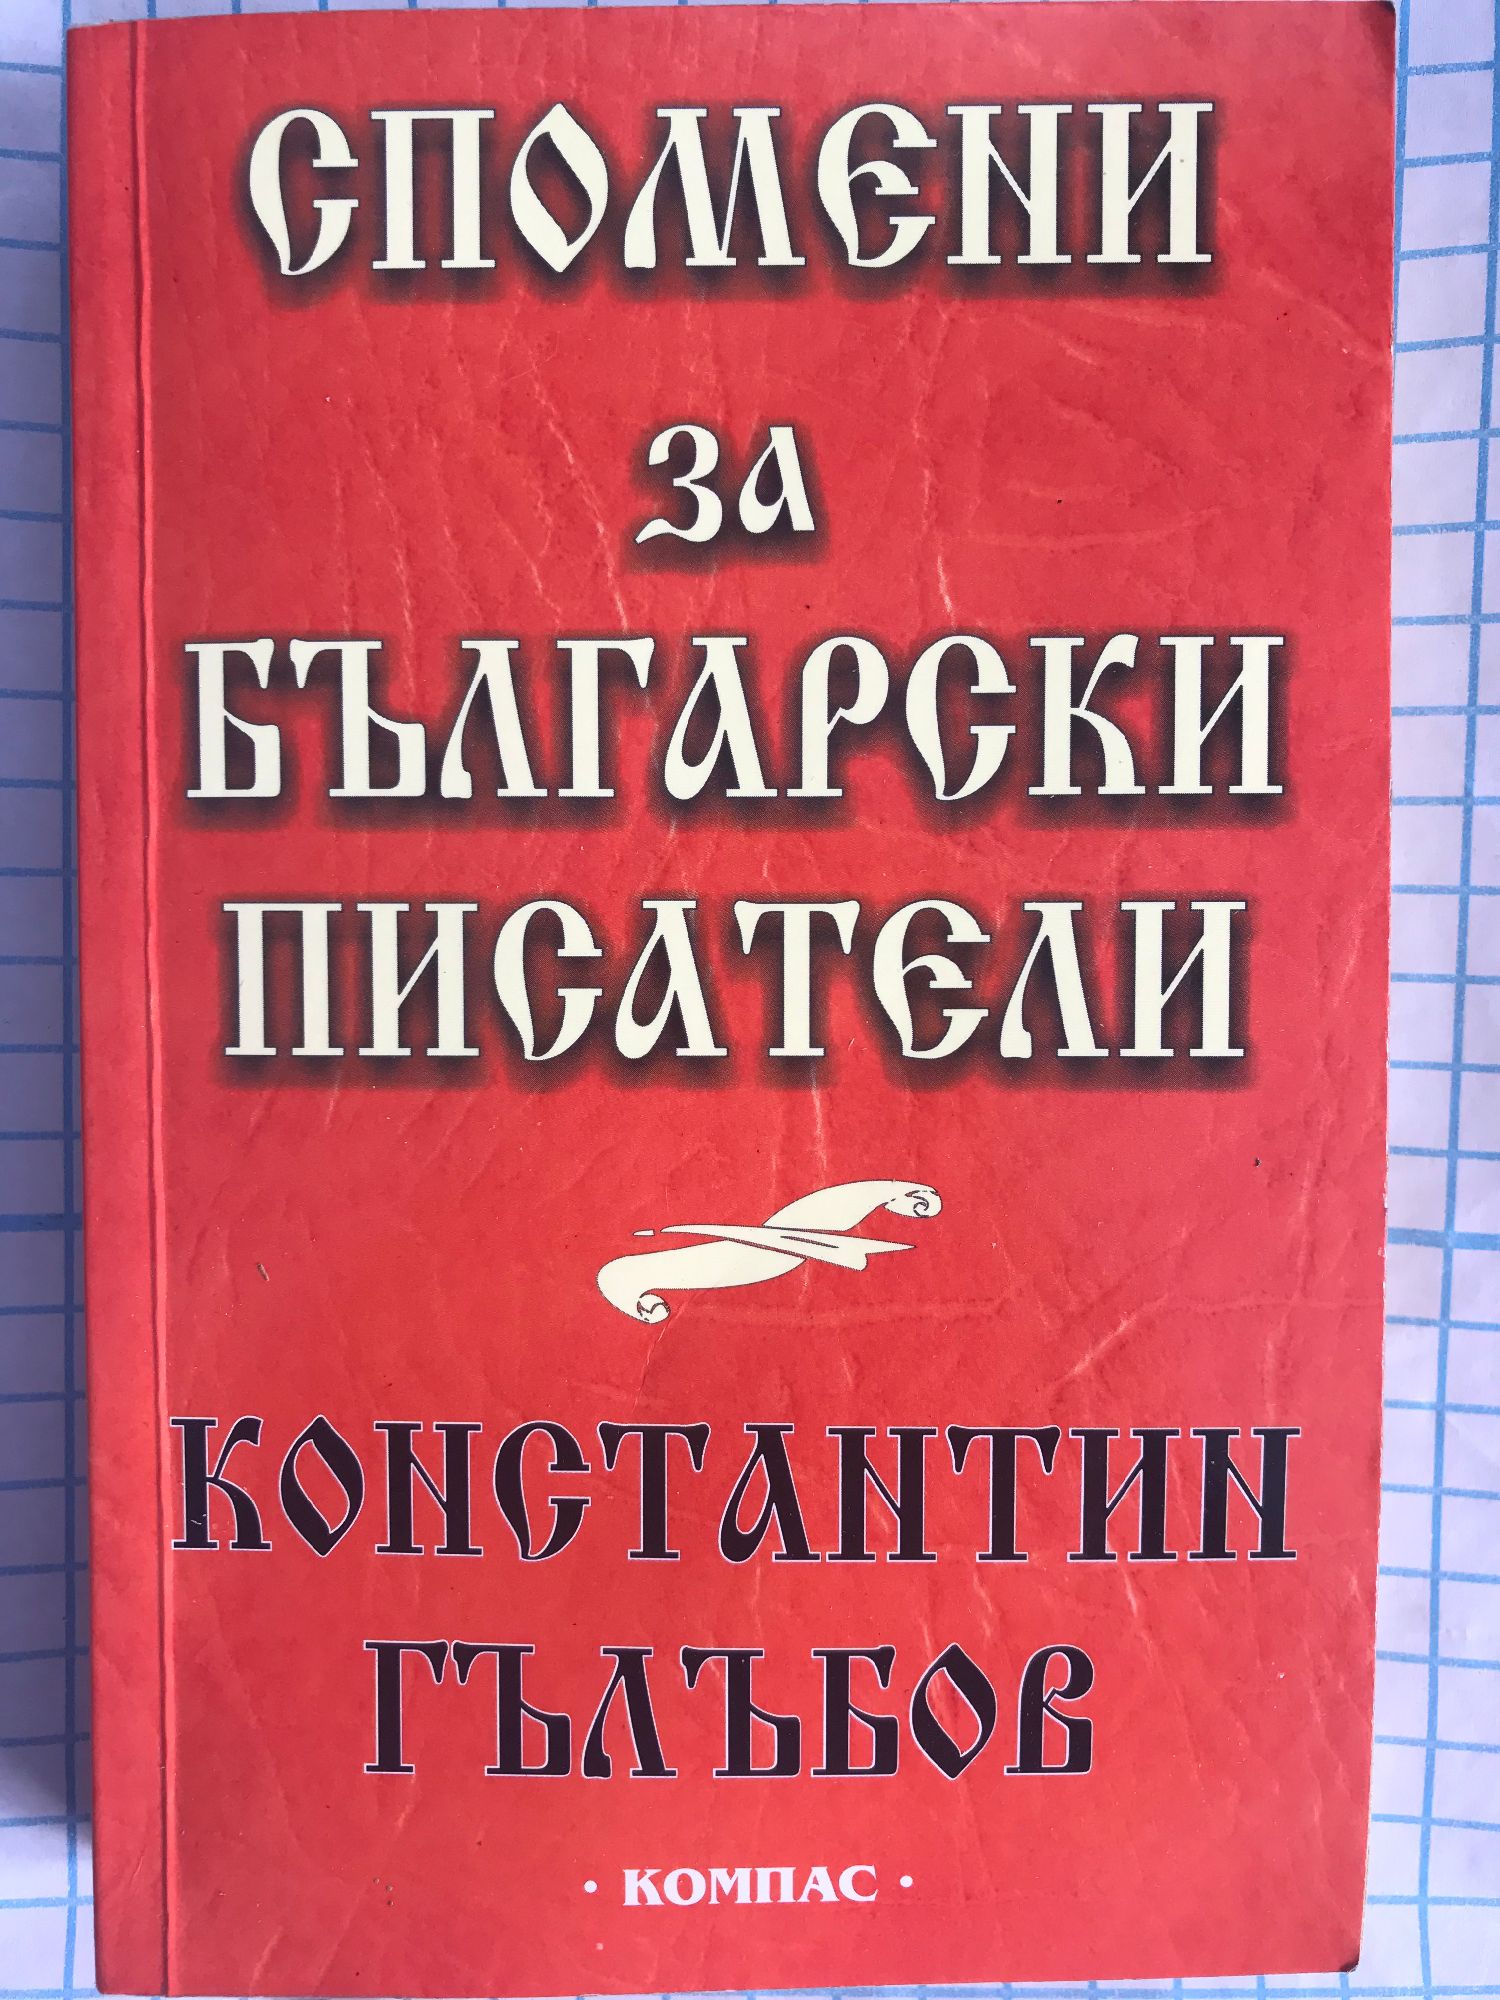 СПОМЕНИ
ЗА
БЪЛГАРСКИ
ПИСАТЕЛИ
КОНСТАНТИН
ГЪЛЪБОВ
· КОМПАС ·